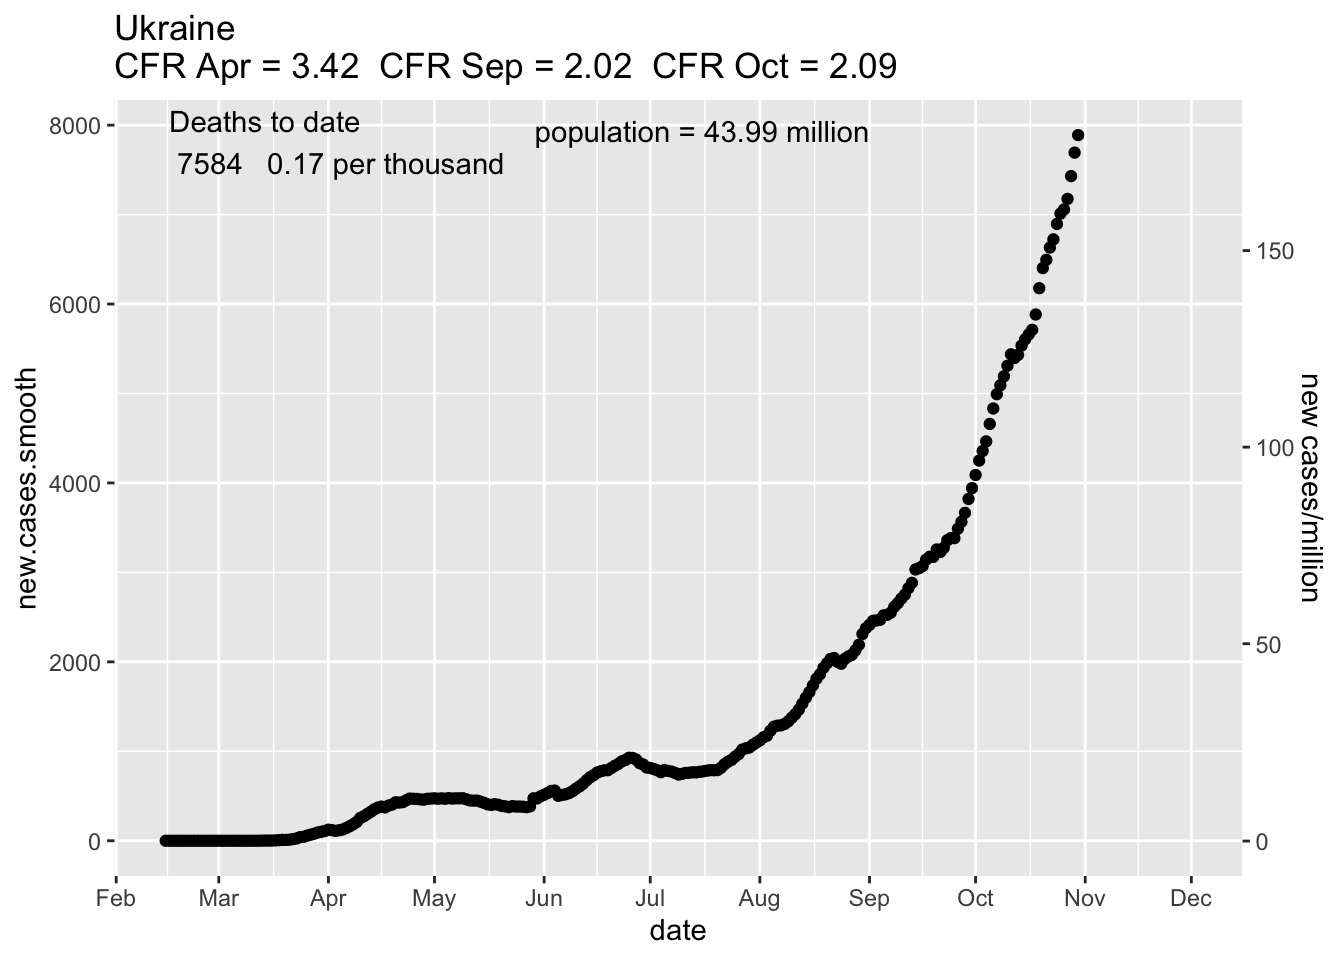 Ukraine
CFR Apr = 3.42  CFR Sep = 2.02  CFR Oct = 2.09
Deaths to date
7584   0.17 per thousand
population = 43.99 million
8000
6000
4000
2000
0
new.cases.smooth
150
100
50
0
new cases/million
Feb Mar Apr May Jun Jul Aug Sep Oct Nov Dec
date